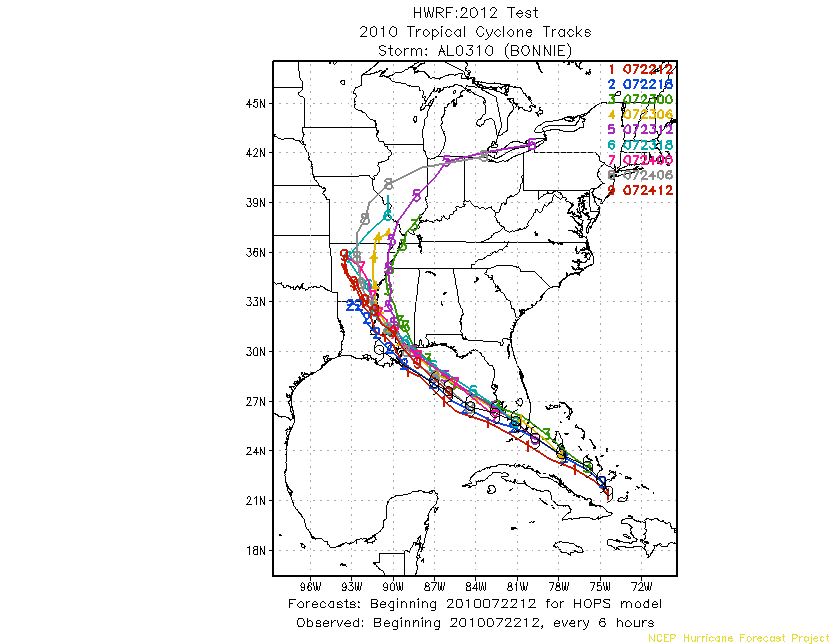 HWRF:2012 Test
2010 Tropical Cyclone Tracks
Storm: AL0310 (BONNIE)
1 072212
2 072218
3 072300
4 072306
5 072312
6 072318
7 072400
8 072406
9 072412
45N
42N
39N
36N
33N
30N
27N
24N
21N
18N
96W 93W 90W 87W 84W 81W 78W 75W 72W
Forecasts: Beginning 2010072212 for HOPS model
Observed: Beginning 2010072212, every 6 hours
NCEP Hurricane Forecast Project